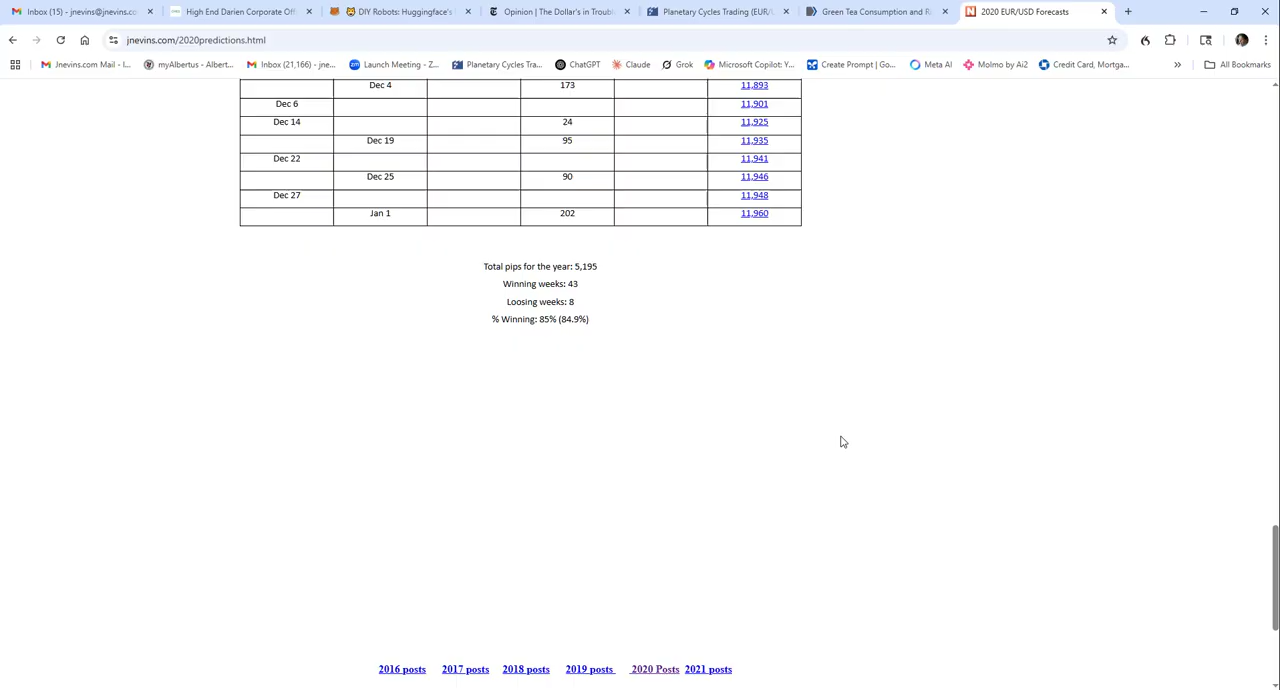 Inbox (15) - jnevins@jnevins.co
High End Darien Corporate Offi
DIY Robots: Huggingface's
Opinion | The Dollar's in Troubl
Planetary Cycles Trading (EUR/
Green Tea Consumption and Ri
2020 EUR/USD Forecasts
jnevins.com/2020predictions.html
Jnevins.com Mail - I...
myAlbertus - Albert...
Inbox (21,166) - jne...
Launch Meeting - Z...
Planetary Cycles Tra...
ChatGPT
Claude
Grok
Microsoft Copilot: Y...
Create Prompt | Go...
Meta AI
Molmo by Ai2
Credit Card, Mortga...
All Bookmarks
Dec 4 173 11,893
Dec 6 11,901
Dec 14 24 11,925
Dec 19 95 11,935
Dec 22 11,941
Dec 25 90 11,946
Dec 27 11,948
Jan 1 202 11,960
Total pips for the year: 5,195
Winning weeks: 43
Loosing weeks: 8
% Winning: 85% (84.9%)
2016 posts 2017 posts 2018 posts 2019 posts 2020 Posts 2021 posts